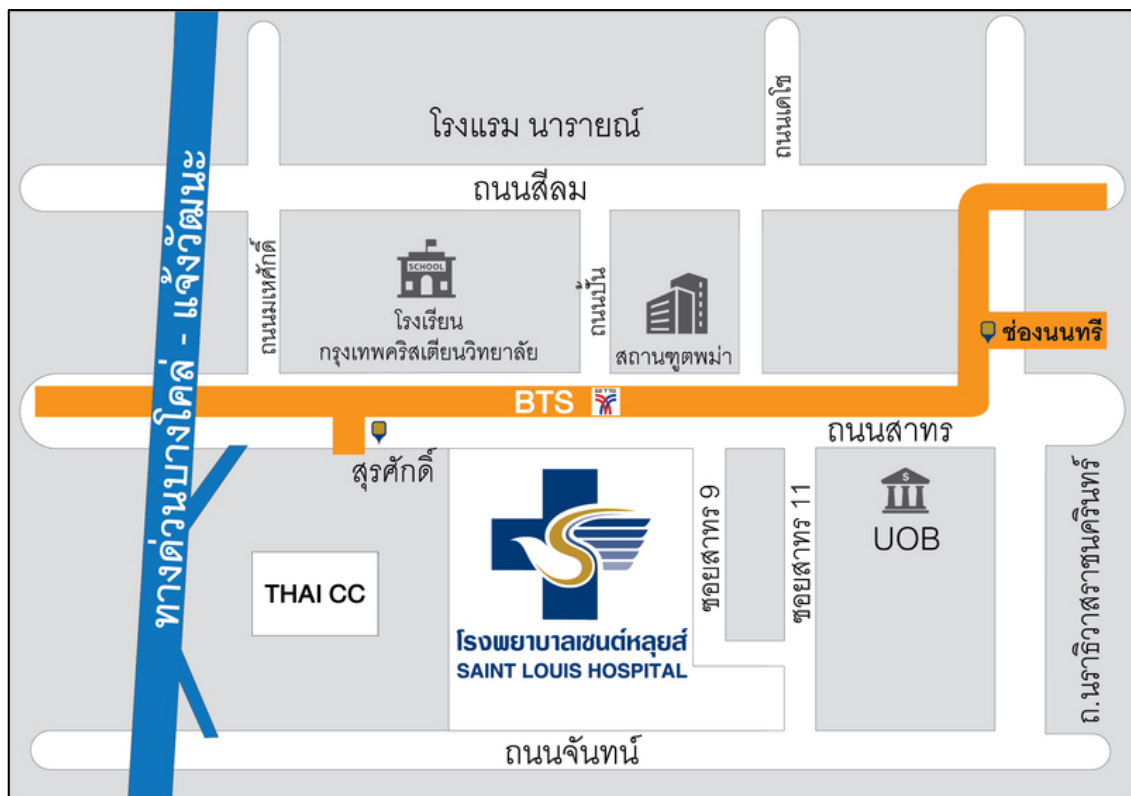 โรงแรม นารายณ์
ถนนเดโช
ถนนสีลม
ทางด่วนบางโคล่ - แจ้งวัฒนะ
ถนนมเหศักดิ์
SCHOOL
โรงเรียน
กรุงเทพคริสเตียนวิทยาลัย
ถนนปั้น
สถานฑูตพม่า
ช่องนนทรี
BTS
BTS
ถนนสาทร
สุรศักดิ์
THAI CC
โรงพยาบาลเซนต์หลุยส์
SAINT LOUIS HOSPITAL
ซอยสาทร 9
ซอยสาทร 11
$
UOB
ถ.นราธิวาสราชนครินทร์
ถนนจันทน์